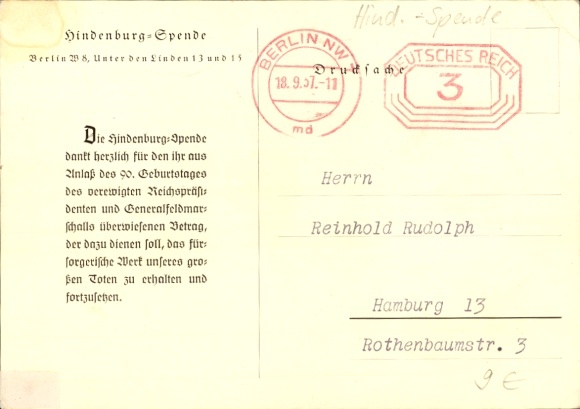 Hindenburg=Spende
Berlin W 8, Unter den Linden 13 und 15
Die Hindenburg=Spende
dankt herzlich für den ihr aus
Anlaß des 90. Geburtstages
des verewigten Reichspräsi=
denten und Generalfeldmar=
schalls überwiesenen Betrag,
der dazu dienen soll, das für=
sorgerische Werk unseres gro=
ßen Toten zu erhalten und
fortzusetzen.
Hind. - Spende
BERLIN NW
18.9.37.-11
md
Drucksache
DEUTSCHES REICH
3
Herrn
Reinhold Rudolph
Hamburg 13
Rothenbaumstr. 3
9 €